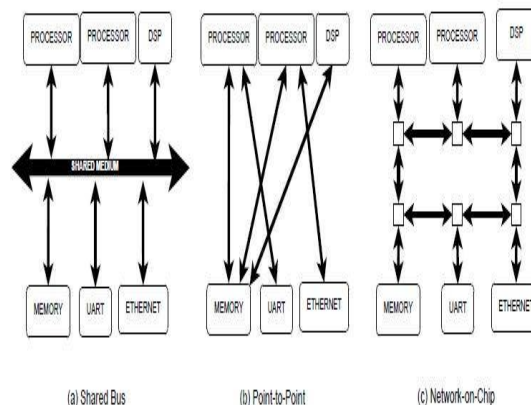 PROCESSOR PROCESSOR DSP
SHARED MEDIUM
MEMORY UART ETHERNET
(a) Shared Bus
PROCESSOR PROCESSOR DSP
MEMORY UART ETHERNET
(b) Point-to-Point
PROCESSOR PROCESSOR DSP
MEMORY UART ETHERNET
(c) Network-on-Chip